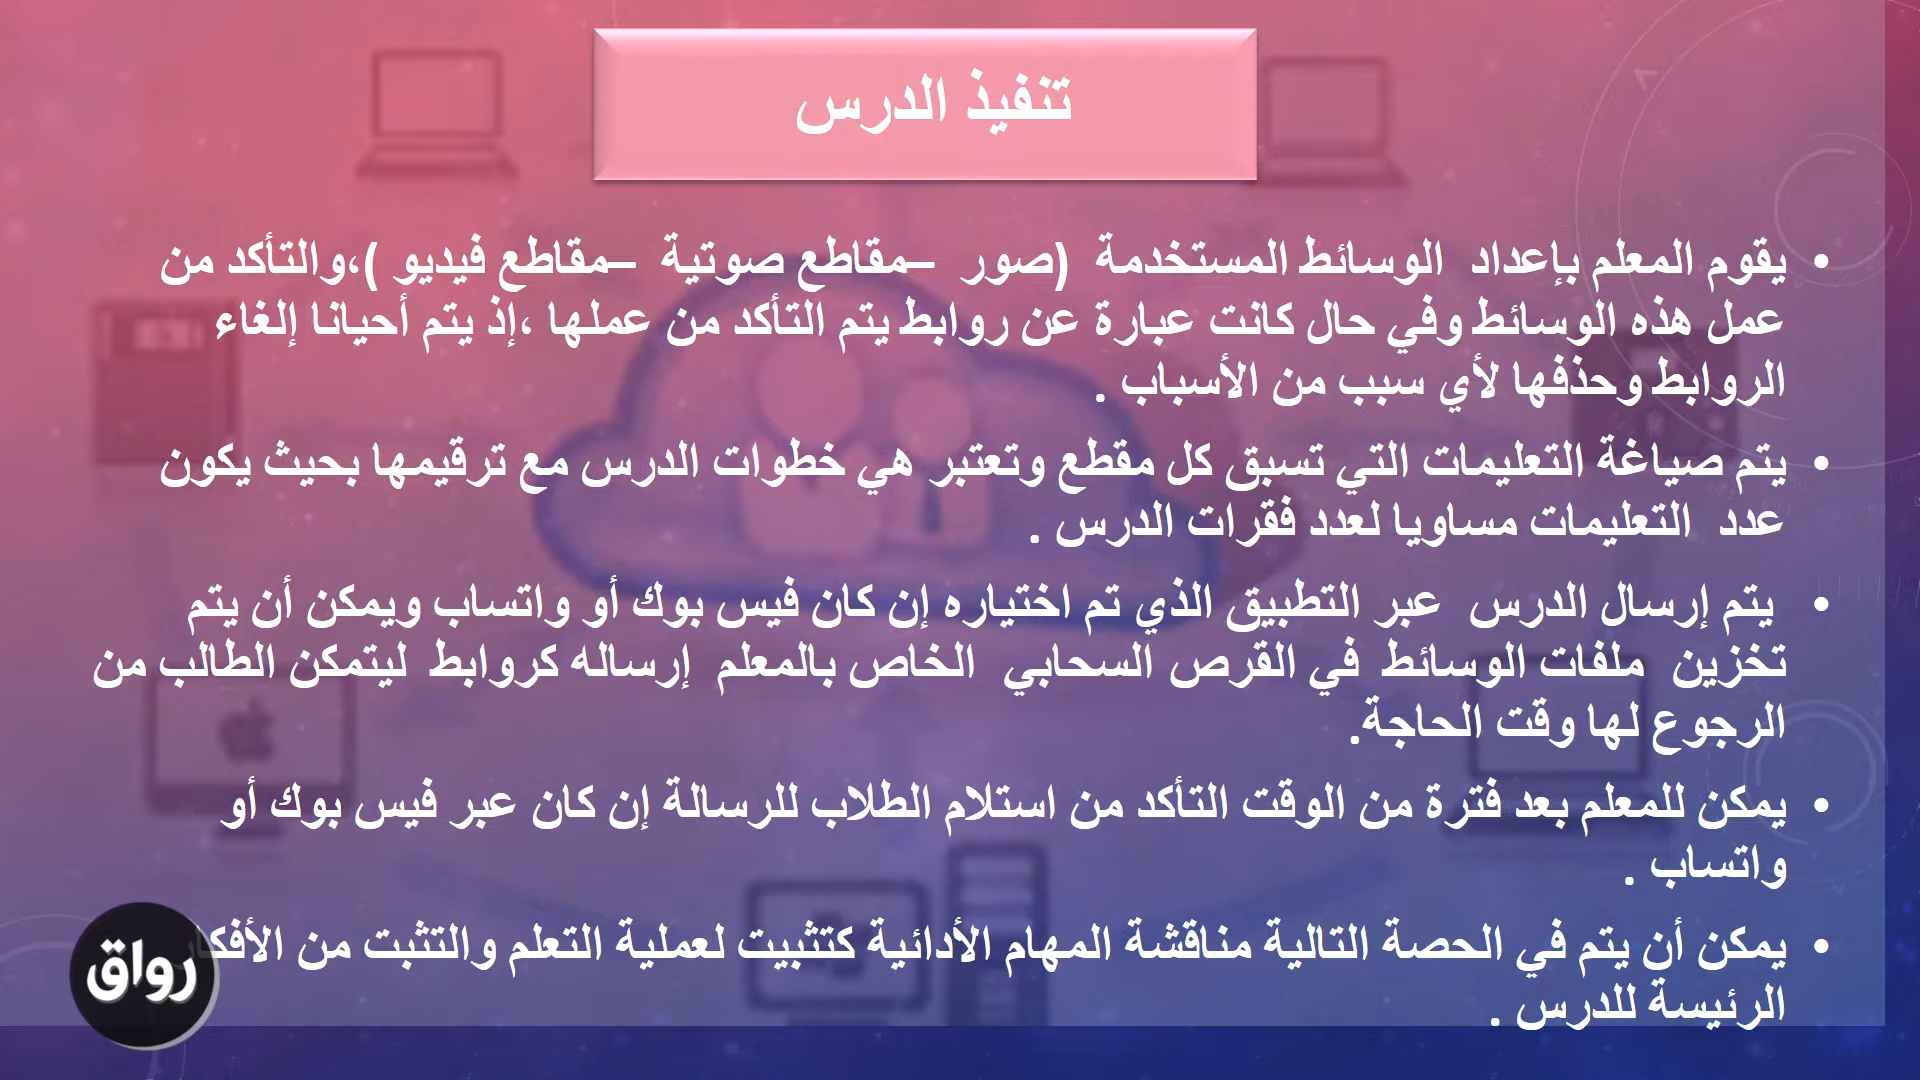 تنفيذ الدرس
• يقوم المعلم بإعداد الوسائط المستخدمة (صور –مقاطع صوتية –مقاطع فيديو )،والتأكد من
عمل هذه الوسائط وفي حال كانت عبارة عن روابط يتم التأكد من عملها ،إذ يتم أحيانا إلغاء
الروابط وحذفها لأي سبب من الأسباب .
• يتم صياغة التعليمات التي تسبق كل مقطع وتعتبر هي خطوات الدرس مع ترقيمها بحيث يكون
عدد التعليمات مساويا لعدد فقرات الدرس .
• يتم إرسال الدرس عبر التطبيق الذي تم اختياره إن كان فيس بوك أو واتساب ويمكن أن يتم
تخزين ملفات الوسائط في القرص السحابي الخاص بالمعلم إرساله كروابط ليتمكن الطالب من
الرجوع لها وقت الحاجة.
• يمكن للمعلم بعد فترة من الوقت التأكد من استلام الطلاب للرسالة إن كان عبر فيس بوك أو
واتساب .
• يمكن أن يتم في الحصة التالية مناقشة المهام الأدائية كتثبيت لعملية التعلم والتثبت من الأفكار
الرئيسة للدرس .
رواق